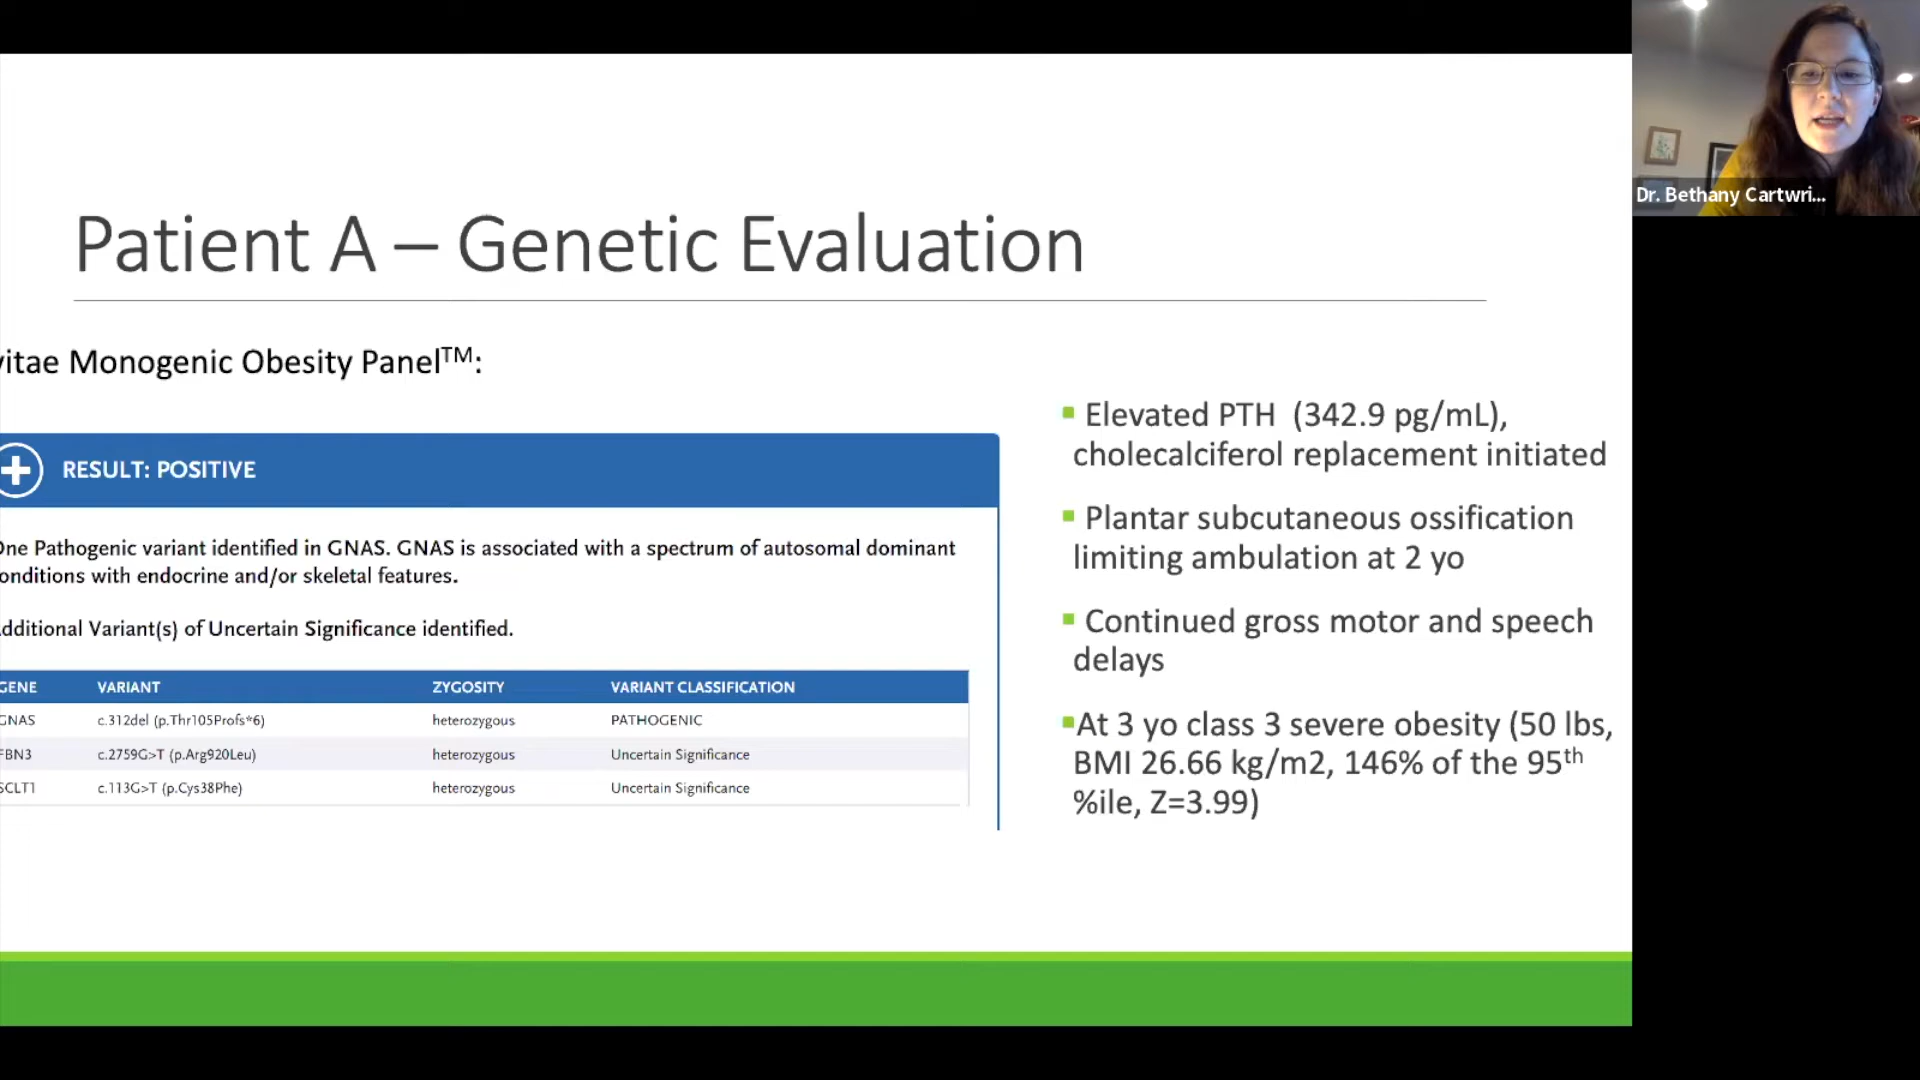 Dr. Bethany Cartwri...
Patient A – Genetic Evaluation
vitae Monogenic Obesity Panel™:
RESULT: POSITIVE
One Pathogenic variant identified in GNAS. GNAS is associated with a spectrum of autosomal dominant
onditions with endocrine and/or skeletal features.
dditional Variant(s) of Uncertain Significance identified.
GENE VARIANT ZYGOSITY VARIANT CLASSIFICATION
GNAS c.312del (p.Thr105Profs*6) heterozygous PATHOGENIC
FBN3 c.2759G>T (p.Arg920Leu) heterozygous Uncertain Significance
SCLT1 c.113G>T (p.Cys38Phe) heterozygous Uncertain Significance
Elevated PTH (342.9 pg/mL),
cholecalciferol replacement initiated
Plantar subcutaneous ossification
limiting ambulation at 2 yo
Continued gross motor and speech
delays
At 3 yo class 3 severe obesity (50 lbs,
BMI 26.66 kg/m2, 146% of the 95th
%ile, Z=3.99)